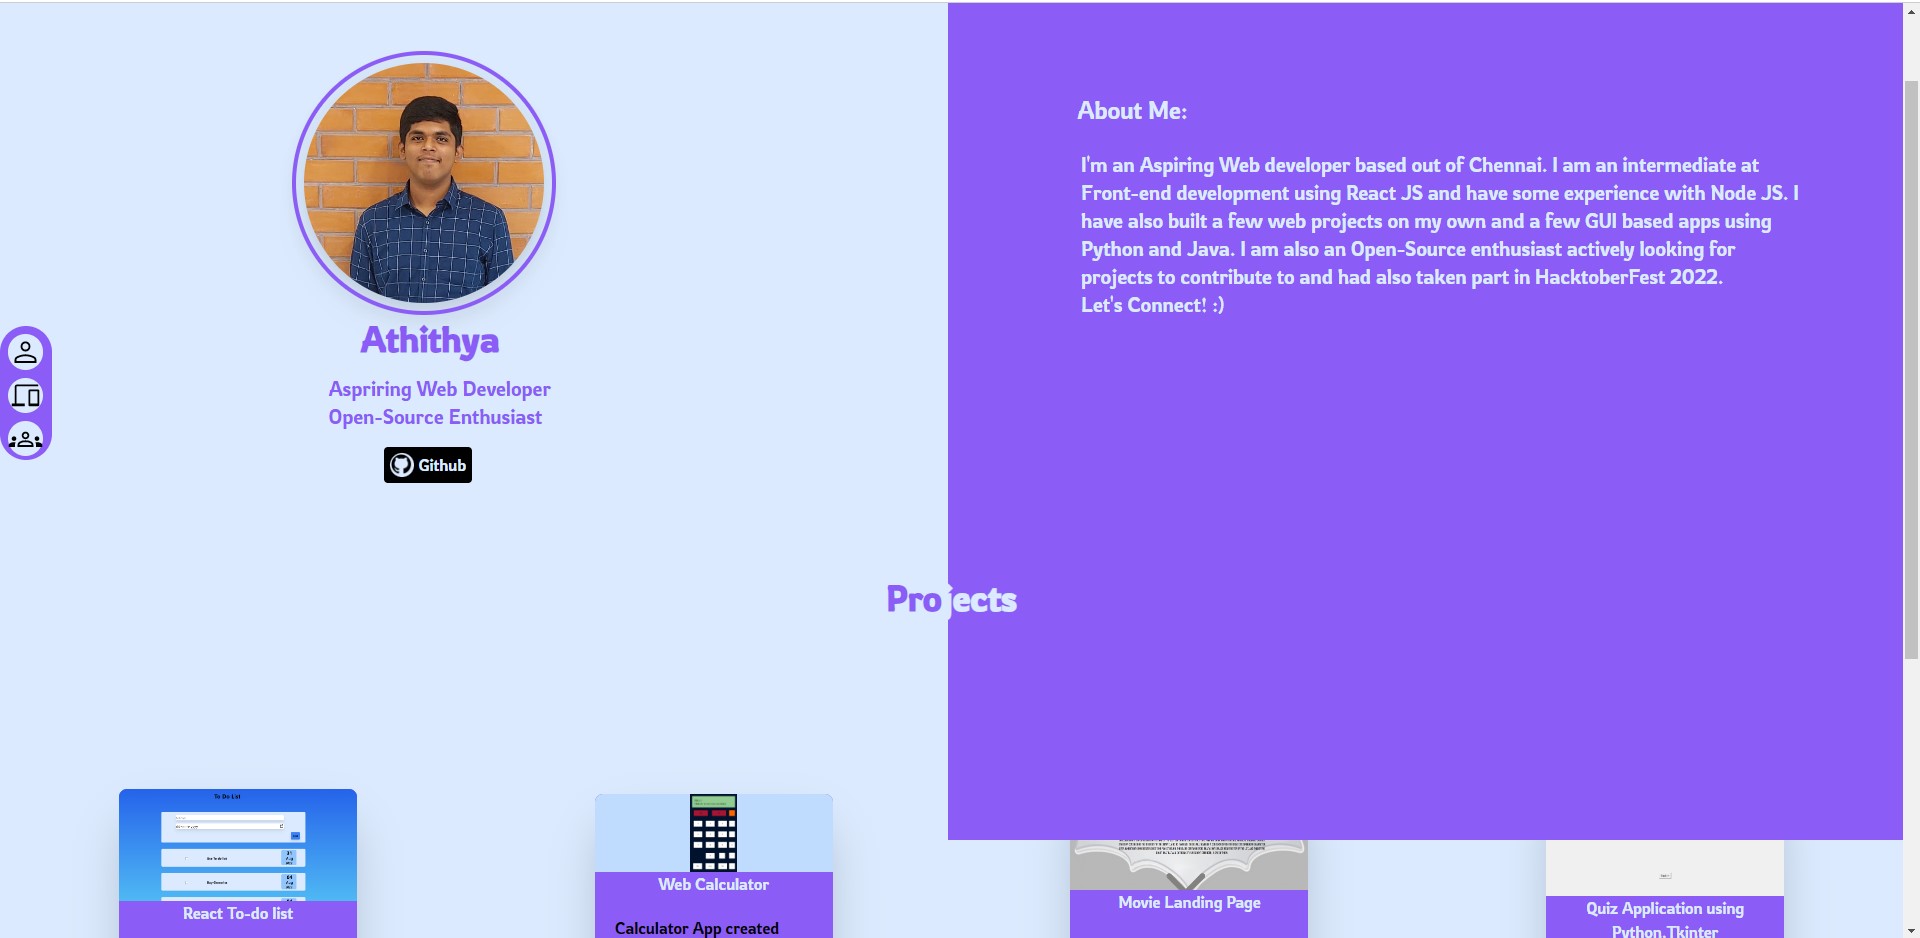 Athithya
Aspriring Web Developer
Open-Source Enthusiast
Github
About Me:
I'm an Aspiring Web developer based out of Chennai. I am an intermediate at
Front-end development using React JS and have some experience with Node JS. I
have also built a few web projects on my own and a few GUI based apps using
Python and Java. I am also an Open-Source enthusiast actively looking for
projects to contribute to and had also taken part in HacktoberFest 2022.
Let's Connect! :)
Projects
To Do List
React To-do list
Web Calculator
Calculator App created
Movie Landing Page
Quiz Application using
Python,Tkinter